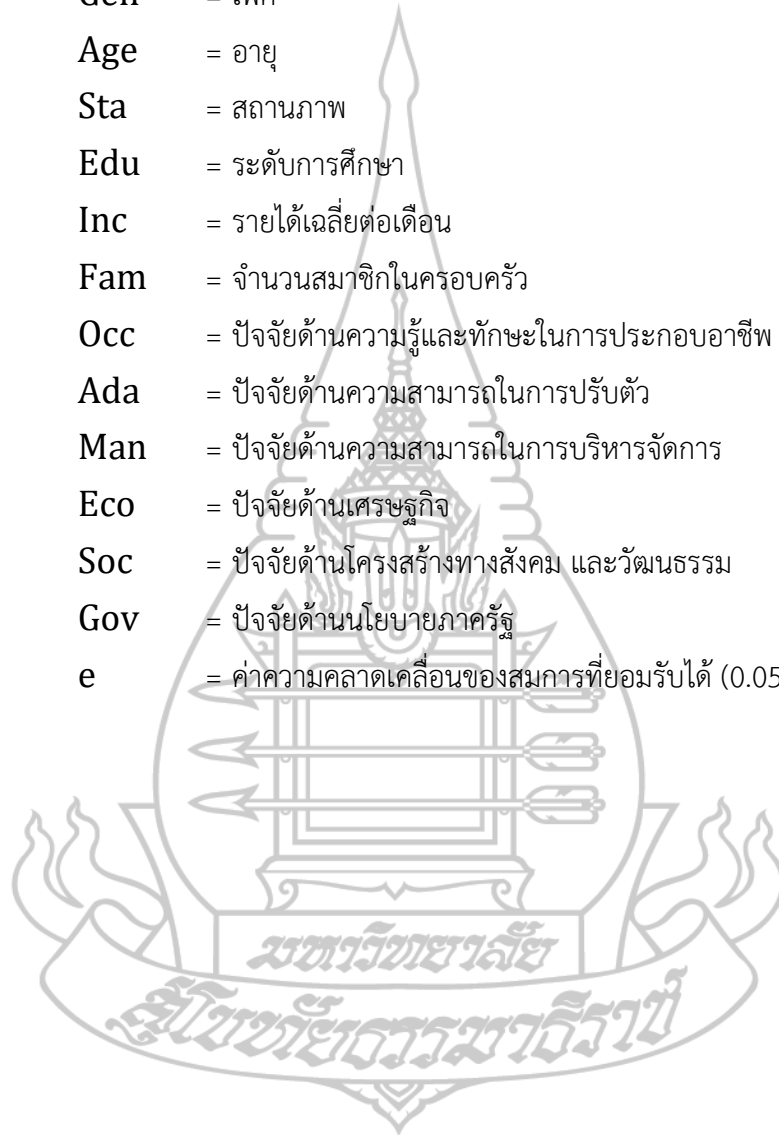 Gen = เพศ
Age = อายุ
Sta = สถานภาพ
Edu = ระดับการศึกษา
Inc = รายได้เฉลี่ยต่อเดือน
Fam = จำนวนสมาชิกในครอบครัว
Occ = ปัจจัยด้านความรู้และทักษะในการประกอบอาชีพ
Ada = ปัจจัยด้านความสามารถในการปรับตัว
Man = ปัจจัยด้านความสามารถในการบริหารจัดการ
Eco = ปัจจัยด้านเศรษฐกิจ
Soc = ปัจจัยด้านโครงสร้างทางสังคม และวัฒนธรรม
Gov = ปัจจัยด้านนโยบายภาครัฐ
e = ค่าความคลาดเคลื่อนของสมการที่ยอมรับได้ (0.05
มหาวิทยาลัย
สุโขทัยธรรมาธิราช